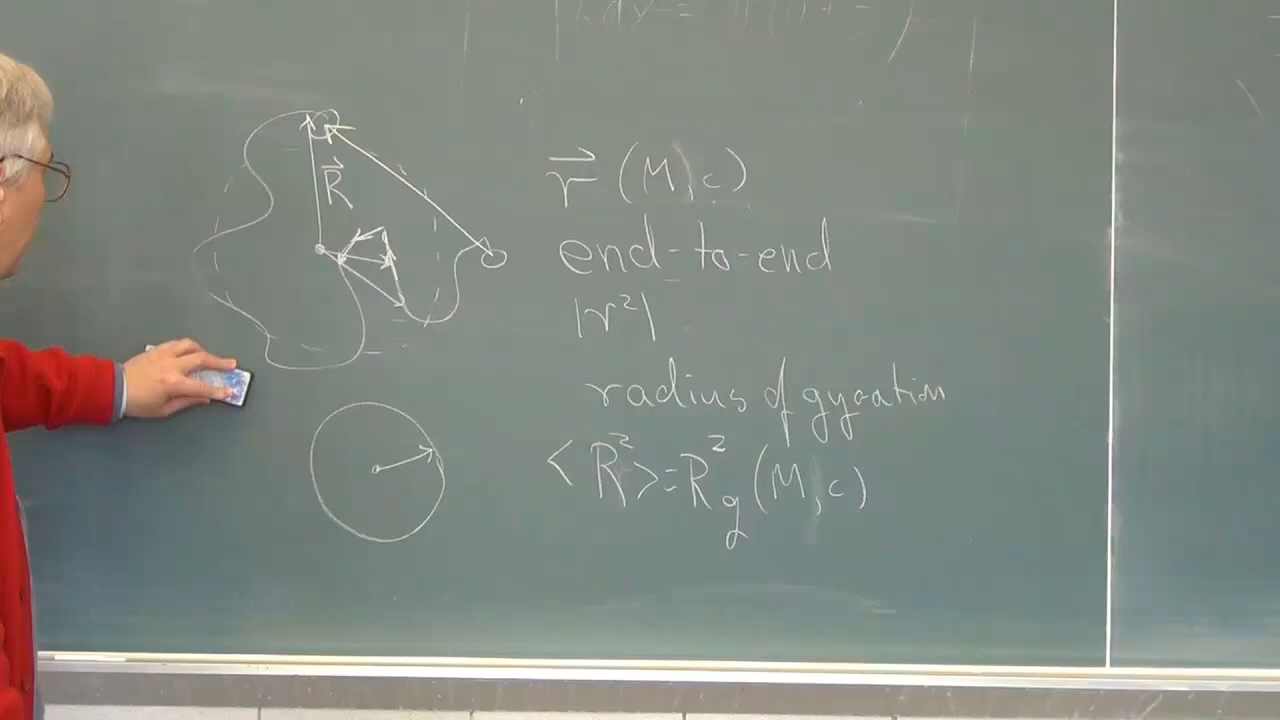 R⃗
r⃗ (M, c)
end-to-end
|r²|
radius of gyration
<R²> = R²g (M, c)